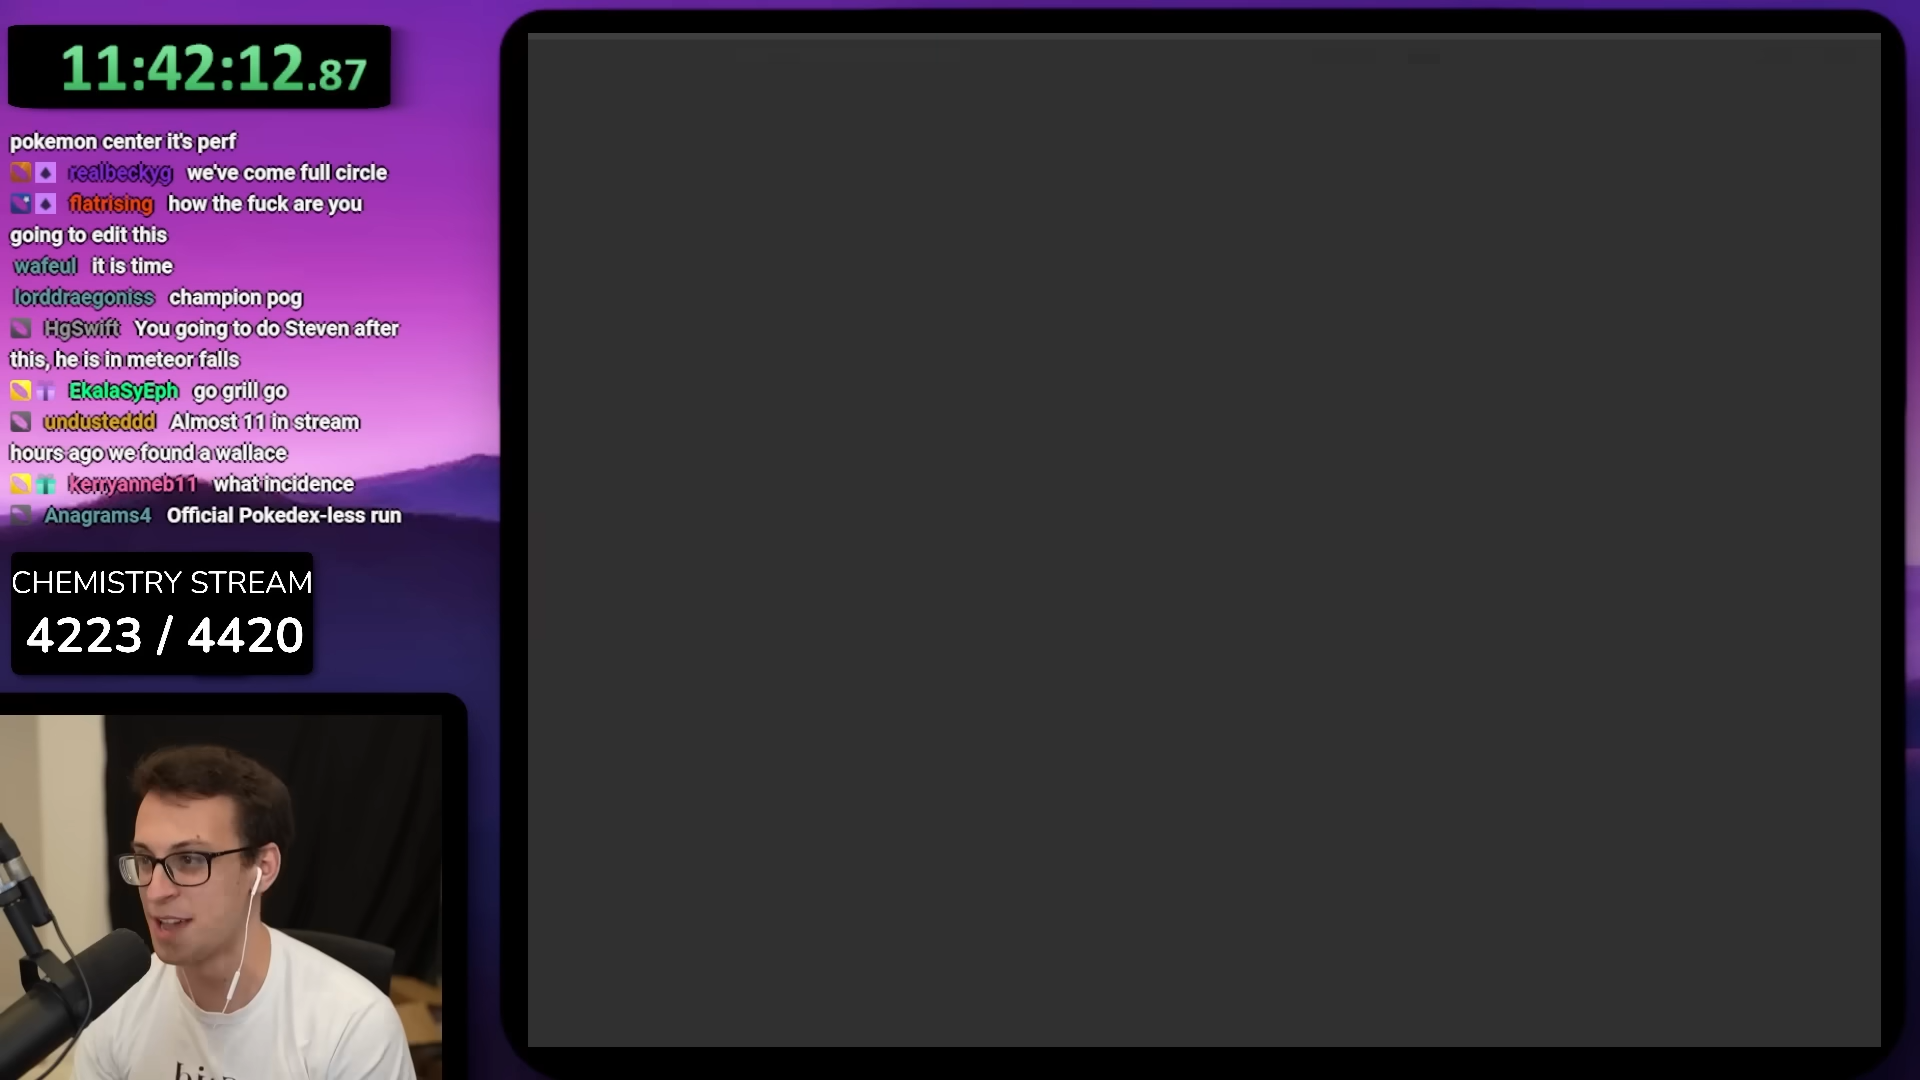 11:42:12.87
pokemon center it's perf
realbeckyg we've come full circle
flatrising how the fuck are you
going to edit this
wafeul it is time
lorddraegoniss champion pog
HgSwift You going to do Steven after
this, he is in meteor falls
EkalaSyEph go grill go
undusteddd Almost 11 in stream
hours ago we found a wallace
kerryanneb11 what incidence
Anagrams4 Official Pokedex-less run
CHEMISTRY STREAM
4223 / 4420